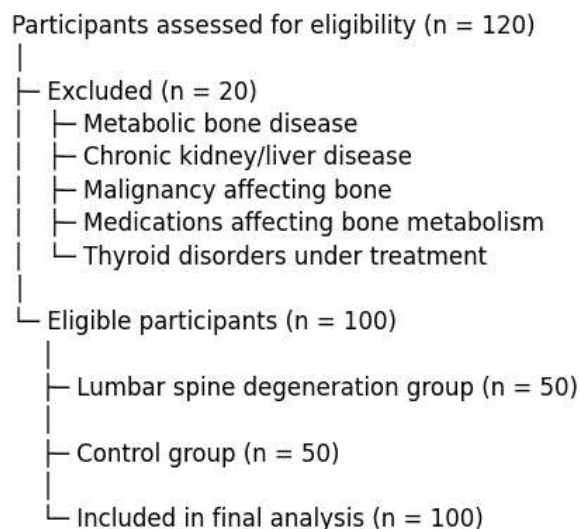 Participants assessed for eligibility (n = 120)
Excluded (n = 20)
Metabolic bone disease
Chronic kidney/liver disease
Malignancy affecting bone
Medications affecting bone metabolism
Thyroid disorders under treatment
Eligible participants (n = 100)
Lumbar spine degeneration group (n = 50)
Control group (n = 50)
Included in final analysis (n = 100)